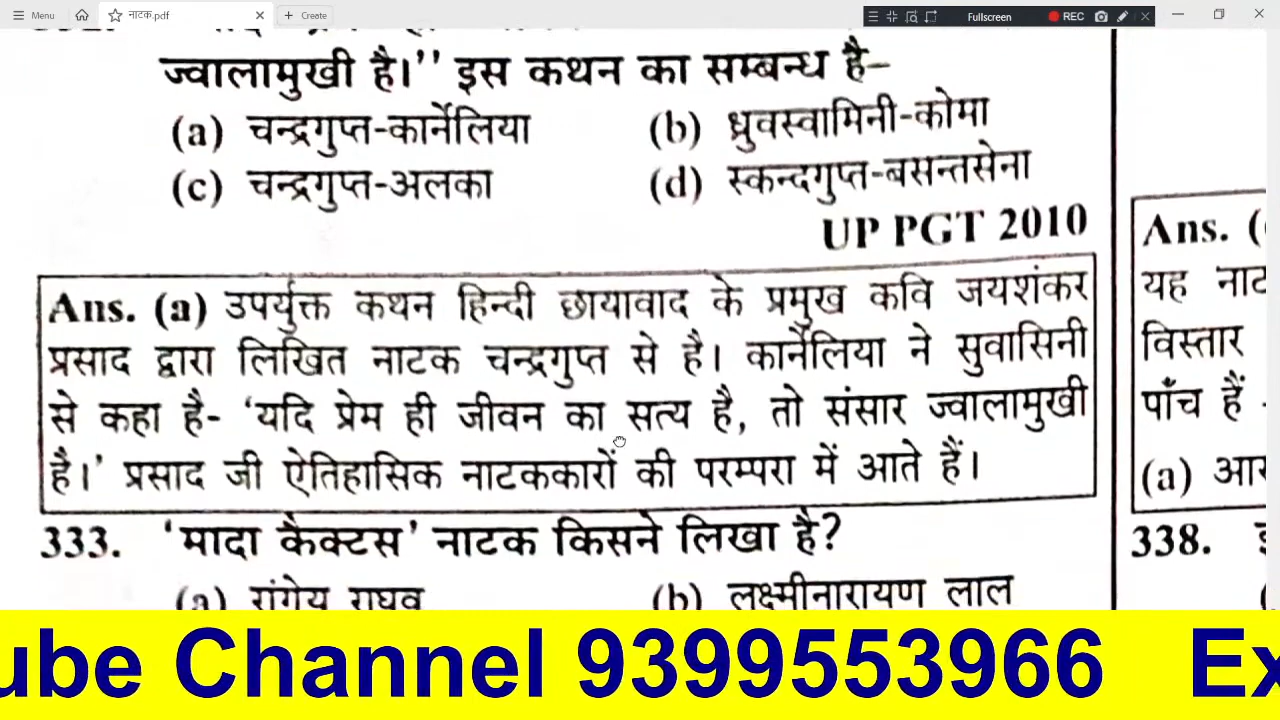 Menu
नाटक.pdf
Create
Fullscreen
REC
ज्वालामुखी है।'' इस कथन का सम्बन्ध है–
(a) चन्द्रगुप्त-कार्नेलिया (b) ध्रुवस्वामिनी-कोमा
(c) चन्द्रगुप्त-अलका (d) स्कन्दगुप्त-बसन्तसेना
UP PGT 2010
Ans. (a) उपर्युक्त कथन हिन्दी छायावाद के प्रमुख कवि जयशंकर
प्रसाद द्वारा लिखित नाटक चन्द्रगुप्त से है। कार्नेलिया ने सुवासिनी
से कहा है- 'यदि प्रेम ही जीवन का सत्य है, तो संसार ज्वालामुखी
है।' प्रसाद जी ऐतिहासिक नाटककारों की परम्परा में आते हैं।
333. 'मादा कैक्टस' नाटक किसने लिखा है?
(a) रांगेय राघव (b) लक्ष्मीनारायण लाल
Ans. (
यह
विस्तार
पाँच हैं
(a)
338.
ube Channel 9399553966 Ex